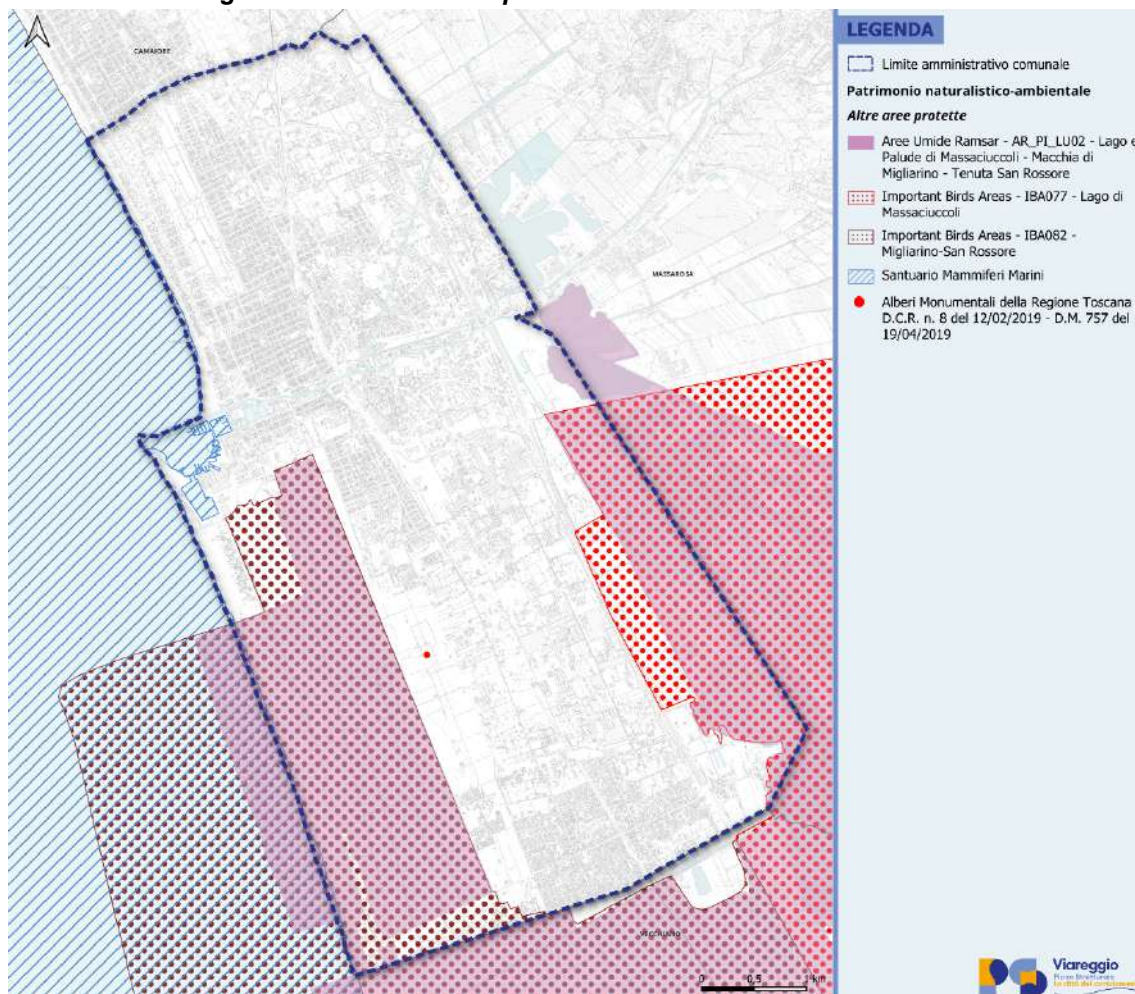 CAMAIORE
MASSAROSA
VECCHIANO
0 0,5 1 km
LEGENDA
Limite amministrativo comunale
Patrimonio naturalistico-ambientale
Altre aree protette
Aree Umide Ramsar - AR_PI_LU02 - Lago e
Palude di Massaciuccoli - Macchia di
Migliarino - Tenuta San Rossore
Important Birds Areas - IBA077 - Lago di
Massaciuccoli
Important Birds Areas - IBA082 -
Migliarino-San Rossore
Santuario Mammiferi Marini
Alberi Monumentali della Regione Toscana
D.C.R. n. 8 del 12/02/2019 - D.M. 757 del
19/04/2019
Viareggio
Piano Strutturale